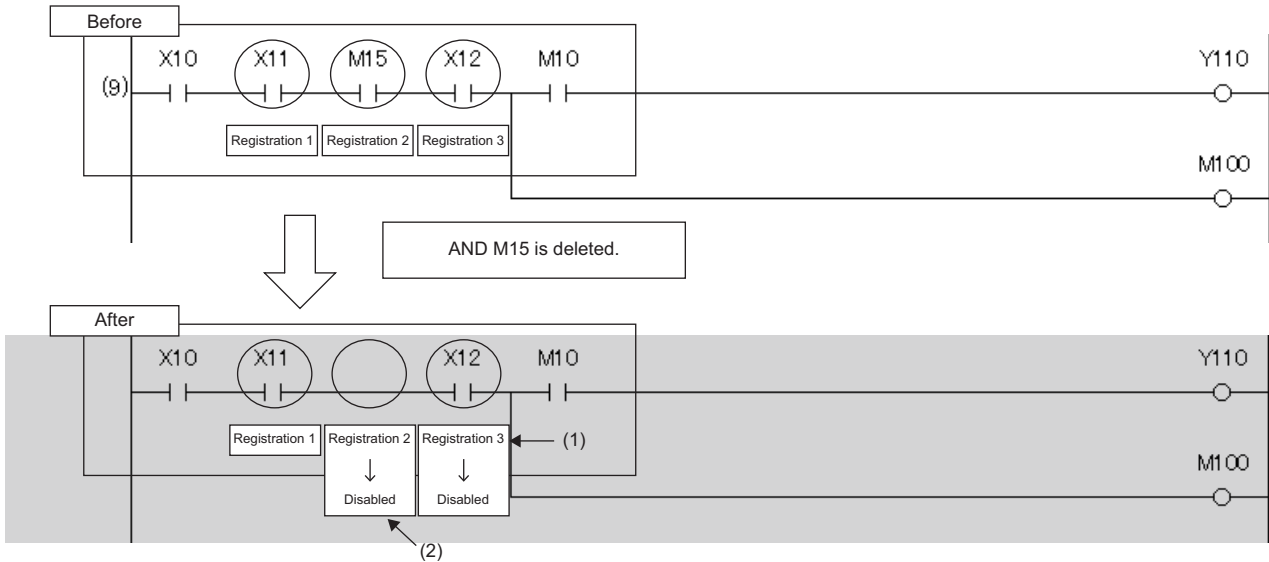 Before
X10 X11 M15 X12 M10 Y110
(9)
Registration 1 Registration 2 Registration 3
M100
AND M15 is deleted.
After
X10 X11 X12 M10 Y110
Registration 1 Registration 2 Registration 3 (1)
↓ ↓
M100
Disabled Disabled
(2)